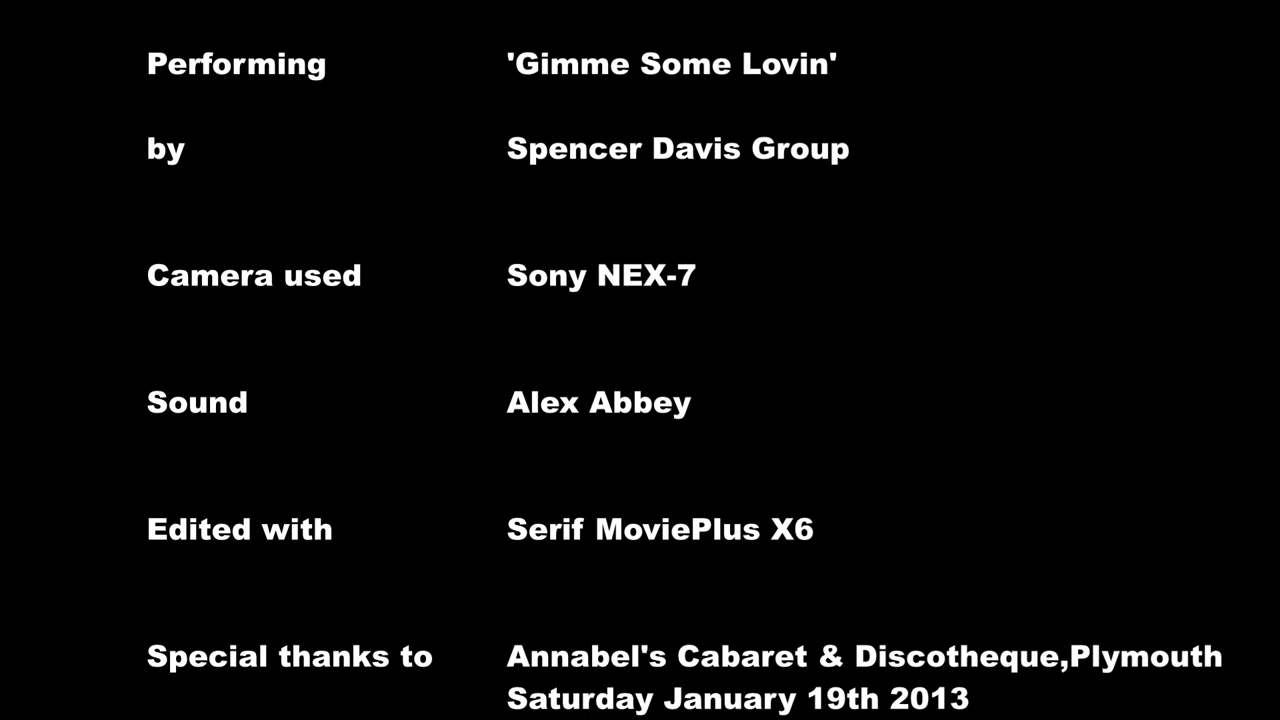 Performing 'Gimme Some Lovin'
by Spencer Davis Group
Camera used Sony NEX-7
Sound Alex Abbey
Edited with Serif MoviePlus X6
Special thanks to Annabel's Cabaret & Discotheque,Plymouth
Saturday January 19th 2013